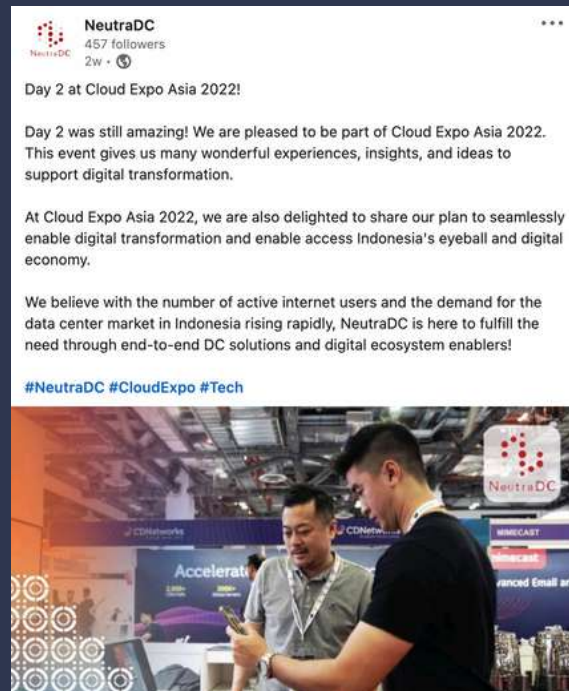 NeutraDC
NeutraDC
457 followers
2w •
Day 2 at Cloud Expo Asia 2022!
Day 2 was still amazing! We are pleased to be part of Cloud Expo Asia 2022.
This event gives us many wonderful experiences, insights, and ideas to
support digital transformation.
At Cloud Expo Asia 2022, we are also delighted to share our plan to seamlessly
enable digital transformation and enable access Indonesia's eyeball and digital
economy.
We believe with the number of active internet users and the demand for the
data center market in Indonesia rising rapidly, NeutraDC is here to fulfill the
need through end-to-end DC solutions and digital ecosystem enablers!
#NeutraDC #CloudExpo #Tech
NeutraDC
CDNetworks
CDNetw
MIMECAST
Accelerat
mimecast
vanced Email an